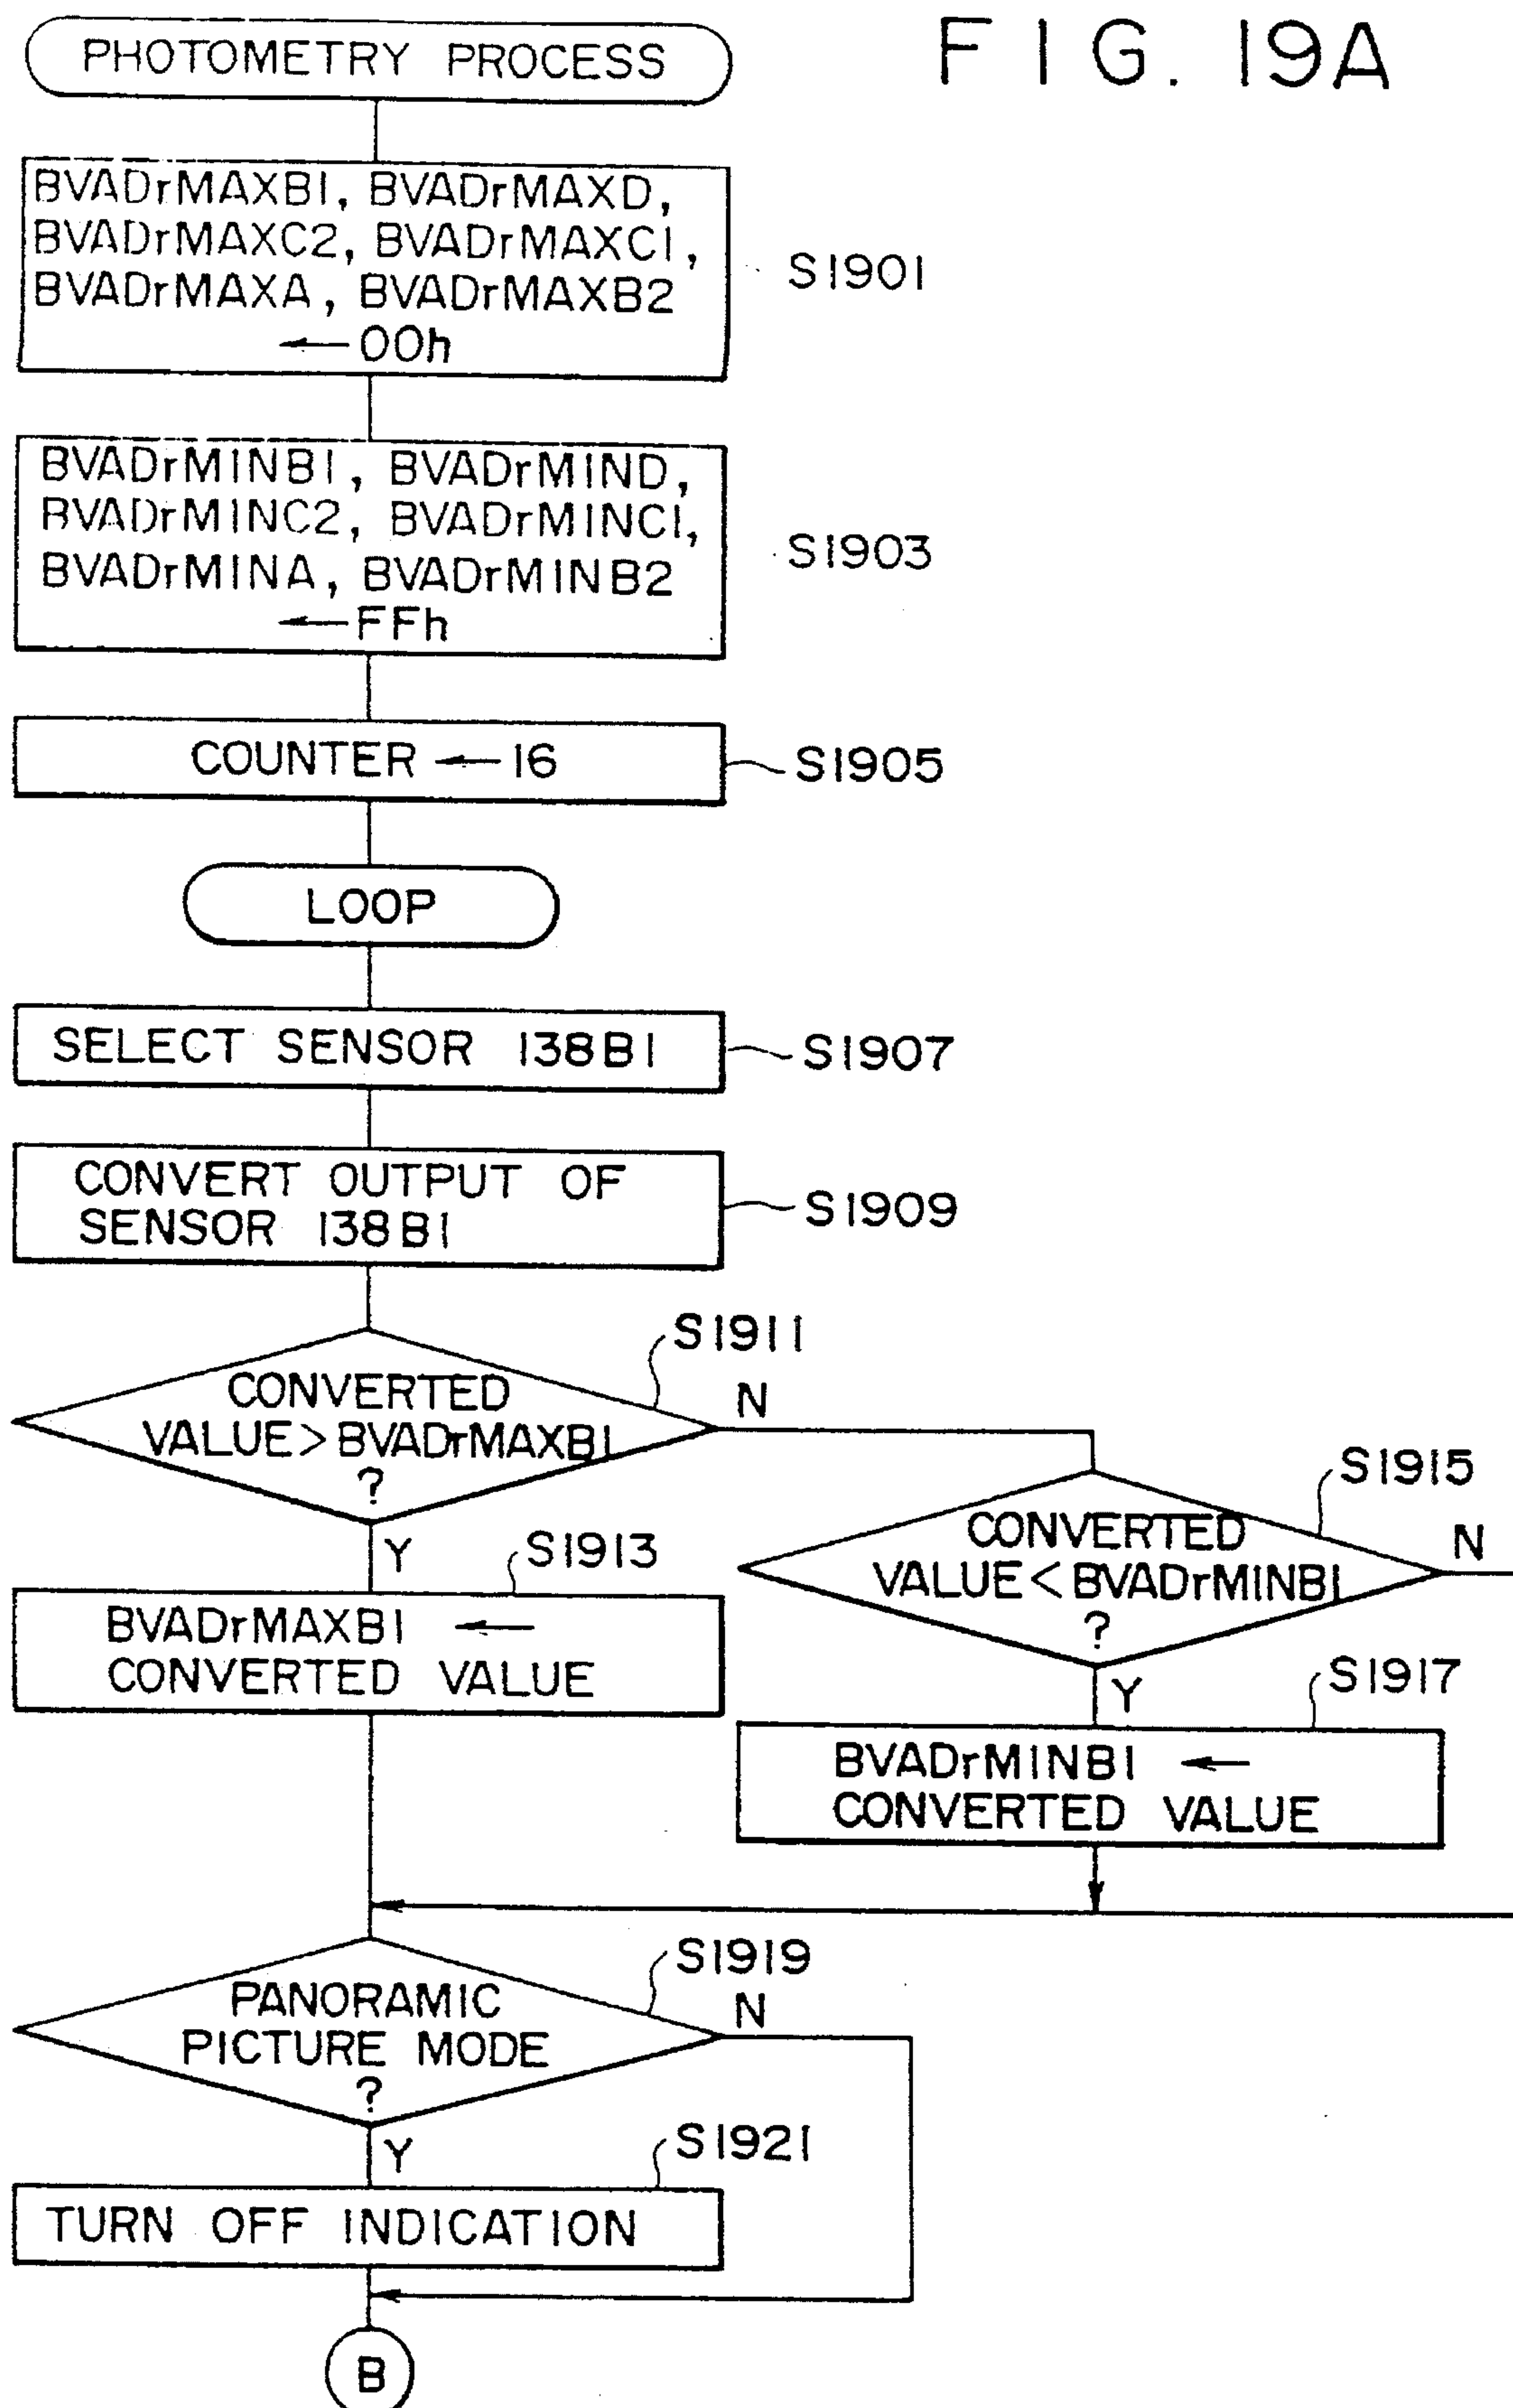 FIG. 19A
PHOTOMETRY PROCESS
BVADrMAXB1, BVADrMAXD,
BVADrMAXC2, BVADrMAXC1,
BVADrMAXA, BVADrMAXB2
←00h
S1901
BVADrMINB1, BVADrMIND,
BVADrMINC2, BVADrMINC1,
BVADrMINA, BVADrMINB2
←FFh
S1903
COUNTER ←16
S1905
LOOP
SELECT SENSOR 138B1
S1907
CONVERT OUTPUT OF
SENSOR 138B1
S1909
S1911
CONVERTED
VALUE>BVADrMAXB1
?
N
Y
S1913
BVADrMAXB1 ←
CONVERTED VALUE
S1915
CONVERTED
VALUE<BVADrMINB1
?
N
Y
S1917
BVADrMINB1 ←
CONVERTED VALUE
S1919
PANORAMIC
PICTURE MODE
?
N
Y
S1921
TURN OFF INDICATION
B